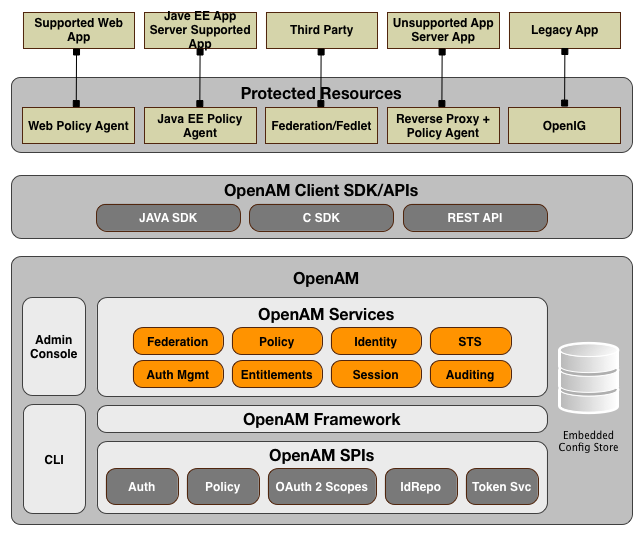 Supported Web
App
Jave EE App
Server Supported
App
Third Party
Unsupported App
Server App
Legacy App
Protected Resources
Web Policy Agent
Java EE Policy
Agent
Federation/Fedlet
Reverse Proxy +
Policy Agent
OpenIG
OpenAM Client SDK/APIs
JAVA SDK
C SDK
REST API
OpenAM
Admin
Console
OpenAM Services
Federation
Policy
Identity
STS
Auth Mgmt
Entitlements
Session
Auditing
Embedded
Config Store
CLI
OpenAM Framework
OpenAM SPIs
Auth
Policy
OAuth 2 Scopes
IdRepo
Token Svc